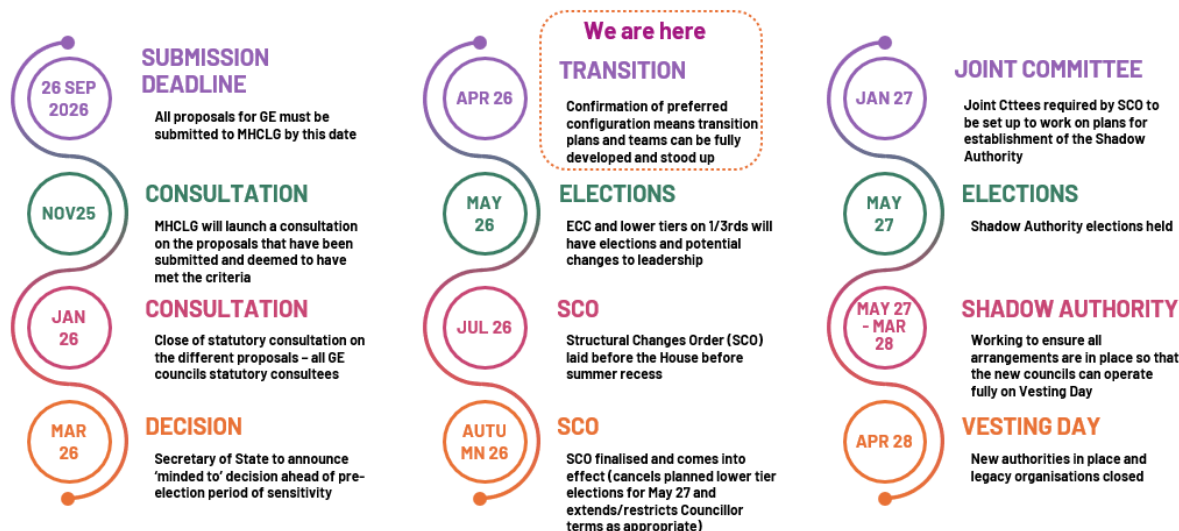 26 SEP
2026
SUBMISSION
DEADLINE
All proposals for GE must be
submitted to MHCLG by this date
NOV25
CONSULTATION
MHCLG will launch a consultation
on the proposals that have been
submitted and deemed to have
met the criteria
JAN
26
CONSULTATION
Close of statutory consultation on
the different proposals – all GE
councils statutory consultees
MAR
26
DECISION
Secretary of State to announce
‘minded to’ decision ahead of pre-
election period of sensitivity
We are here
APR 26
TRANSITION
Confirmation of preferred
configuration means transition
plans and teams can be fully
developed and stood up
MAY
26
ELECTIONS
ECC and lower tiers on 1/3rds will
have elections and potential
changes to leadership
JUL 26
SCO
Structural Changes Order (SCO)
laid before the House before
summer recess
AUTU
MN 26
SCO
SCO finalised and comes into
effect (cancels planned lower tier
elections for May 27 and
extends/restricts Councillor
terms as appropriate)
JAN 27
JOINT COMMITTEE
Joint Cttees required by SCO to
be set up to work on plans for
establishment of the Shadow
Authority
MAY
27
ELECTIONS
Shadow Authority elections held
MAY 27
- MAR
28
SHADOW AUTHORITY
Working to ensure all
arrangements are in place so that
the new councils can operate
fully on Vesting Day
APR 28
VESTING DAY
New authorities in place and
legacy organisations closed